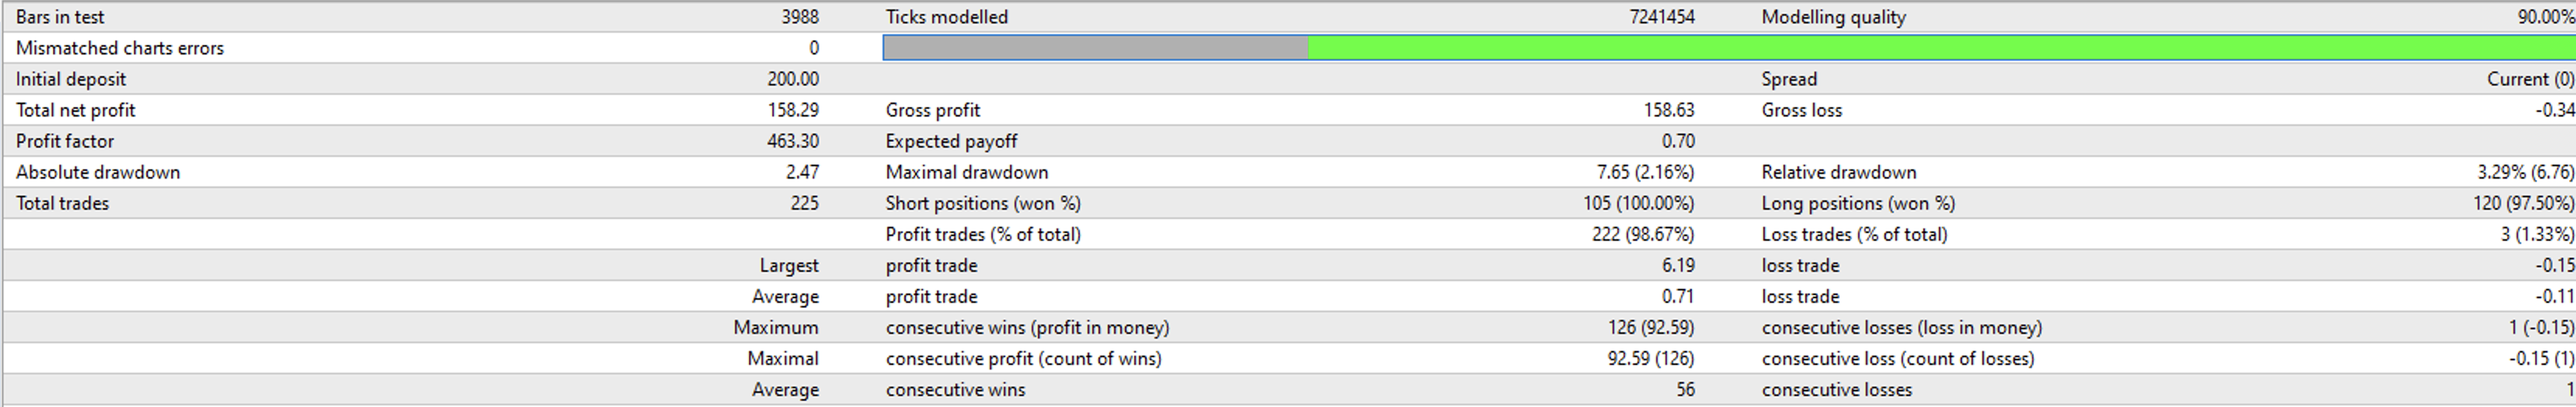 Bars in test 3988 Ticks modelled 7241454 Modelling quality 90.00%
Mismatched charts errors 0
Initial deposit 200.00 Spread Current (0)
Total net profit 158.29 Gross profit 158.63 Gross loss -0.34
Profit factor 463.30 Expected payoff 0.70
Absolute drawdown 2.47 Maximal drawdown 7.65 (2.16%) Relative drawdown 3.29% (6.76)
Total trades 225 Short positions (won %) 105 (100.00%) Long positions (won %) 120 (97.50%)
Profit trades (% of total) 222 (98.67%) Loss trades (% of total) 3 (1.33%)
Largest profit trade 6.19 loss trade -0.15
Average profit trade 0.71 loss trade -0.11
Maximum consecutive wins (profit in money) 126 (92.59) consecutive losses (loss in money) 1 (-0.15)
Maximal consecutive profit (count of wins) 92.59 (126) consecutive loss (count of losses) -0.15 (1)
Average consecutive wins 56 consecutive losses 1